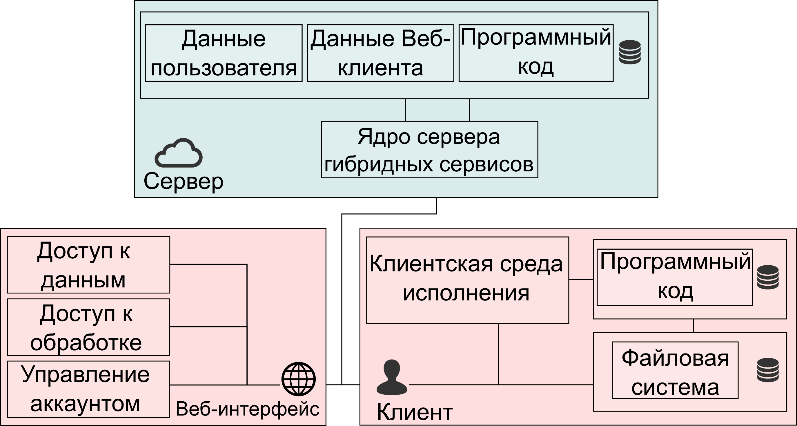 Данные
пользователя
Данные Веб-
клиента
Программный
код
Ядро сервера
гибридных сервисов
Сервер
Доступ к
данным
Доступ к
обработке
Управление
аккаунтом
Веб-интерфейс
Клиентская среда
исполнения
Программный
код
Файловая
система
Клиент